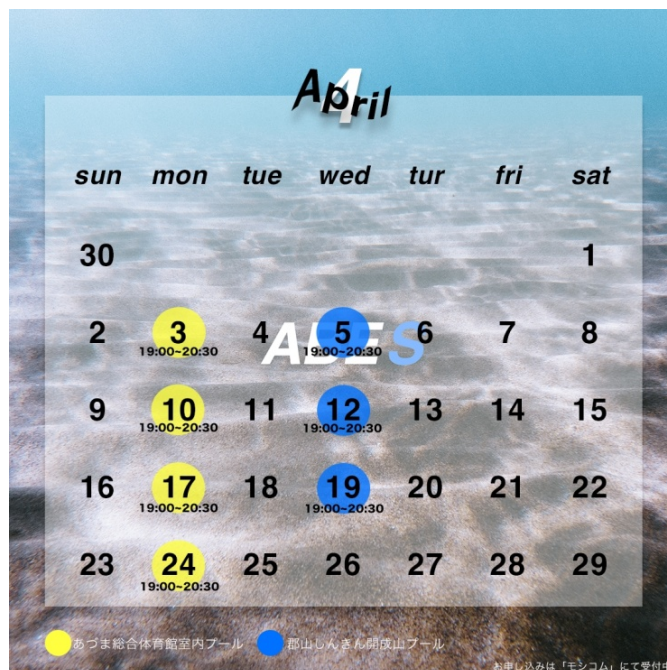 4
April
sun mon tue wed tur fri sat
30 1
2 3 4 5 6 7 8
19:00~20:30 19:00~20:30
ABES
9 10 11 12 13 14 15
19:00~20:30 19:00~20:30
16 17 18 19 20 21 22
19:00~20:30 19:00~20:30
23 24 25 26 27 28 29
19:00~20:30
あづま総合体育館室内プール 郡山しんきん開成山プール
お申し込みは「モシコム」にて受付